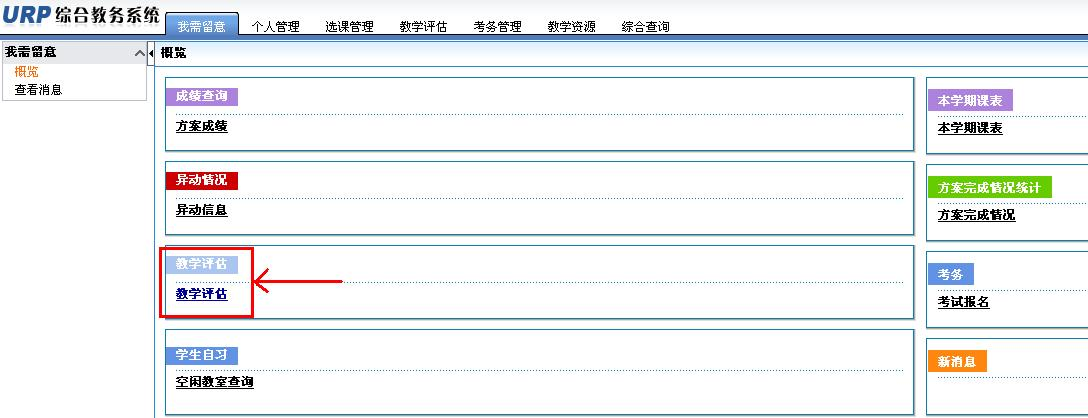 URP综合教务系统
我需留意 个人管理 选课管理 教学评估 考务管理 教学资源 综合查询
我需留意
概览
查看消息
概览
成绩查询
方案成绩
异动情况
异动信息
教学评估
教学评估
学生自习
空闲教室查询
本学期课表
本学期课表
方案完成情况统计
方案完成情况
考务
考试报名
新消息